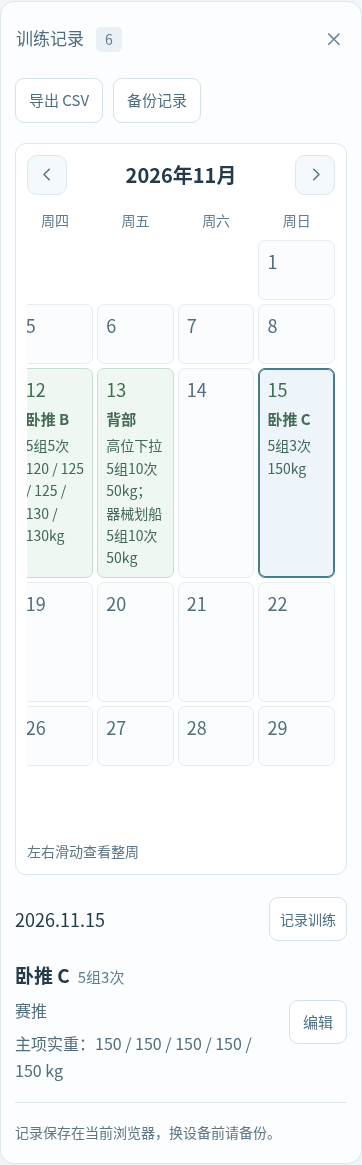 训练记录 6
导出 CSV 备份记录
2026年11月
周四 周五 周六 周日
1
5 6 7 8
12 13 14 15
卧推 B
5组5次
120 / 125
/ 125 /
130 /
130kg
背部
高位下拉
5组10次
50kg；
器械划船
5组10次
50kg
卧推 C
5组3次
150kg
19 20 21 22
26 27 28 29
左右滑动查看整周
2026.11.15 记录训练
卧推 C 5组3次
赛推
编辑
主项实重：150 / 150 / 150 / 150 /
150 kg
记录保存在当前浏览器，换设备前请备份。